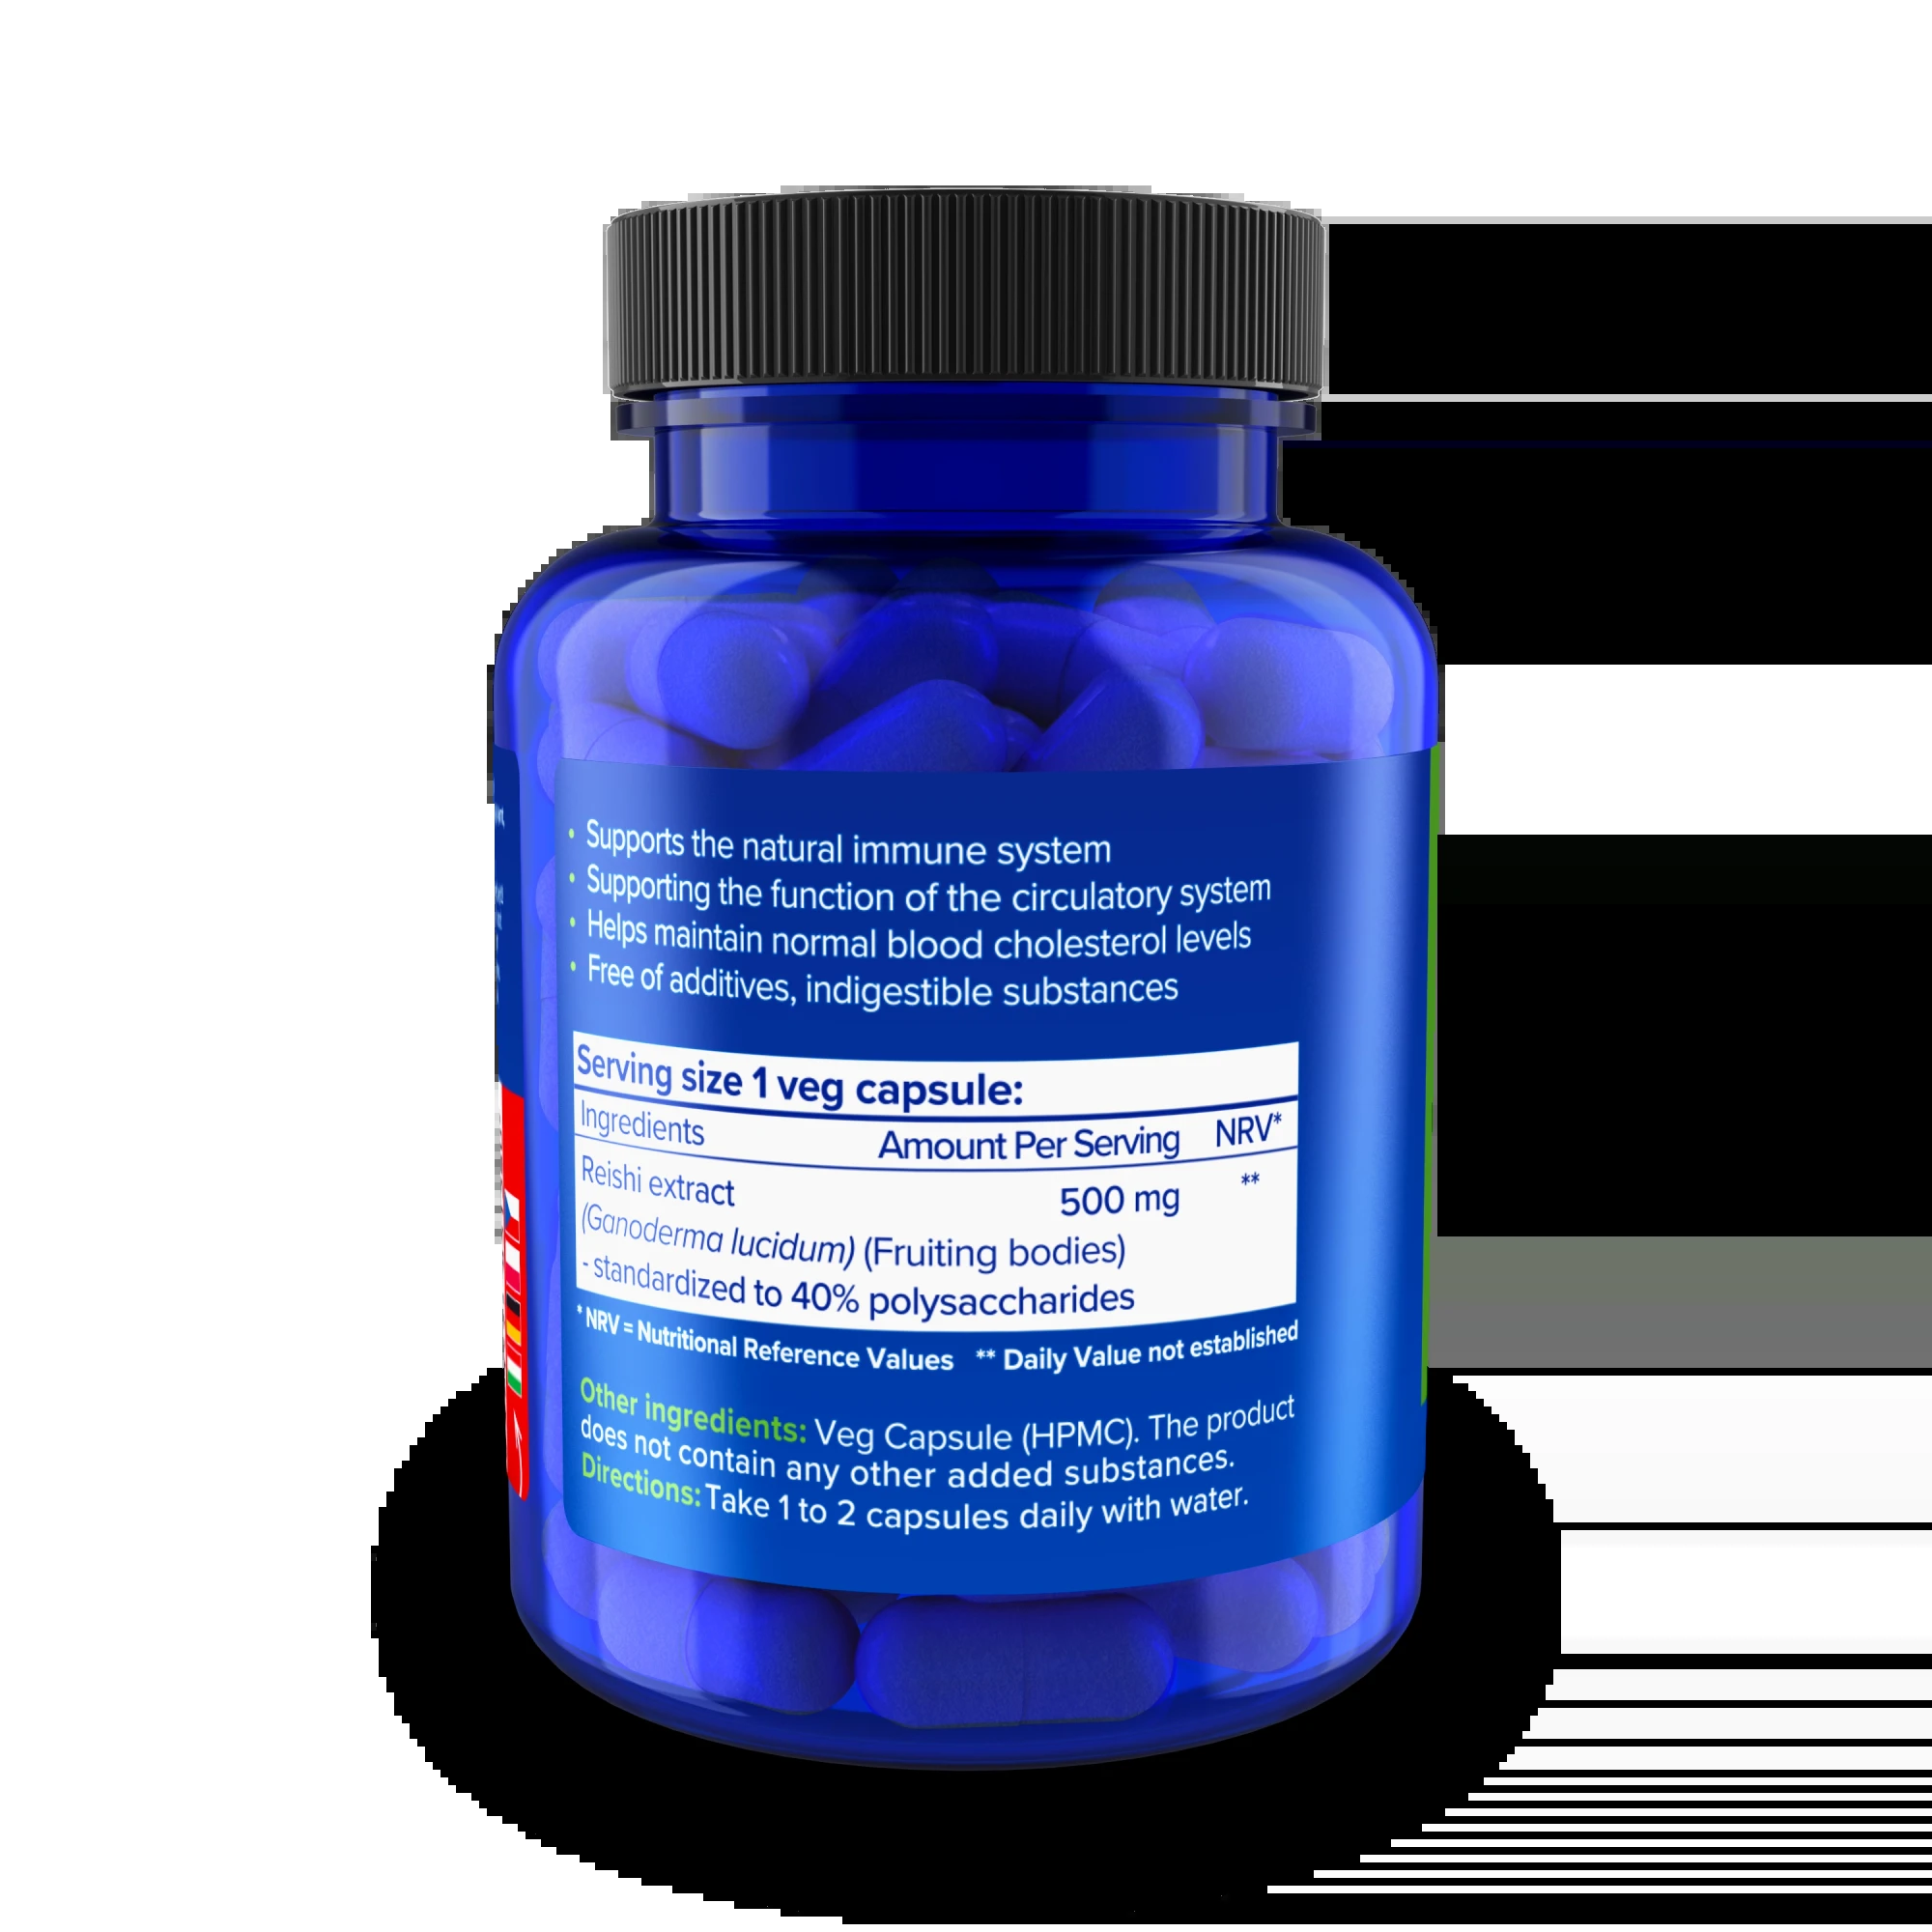 • Supports the natural immune system
• Supporting the function of the circulatory system
• Helps maintain normal blood cholesterol levels
• Free of additives, indigestible substances
Serving size 1 veg capsule:
Ingredients Amount Per Serving NRV*
Reishi extract 500 mg **
(Ganoderma lucidum) (Fruiting bodies)
- standardized to 40% polysaccharides
* NRV = Nutritional Reference Values ** Daily Value not established
Other ingredients: Veg Capsule (HPMC). The product
does not contain any other added substances.
Directions: Take 1 to 2 capsules daily with water.